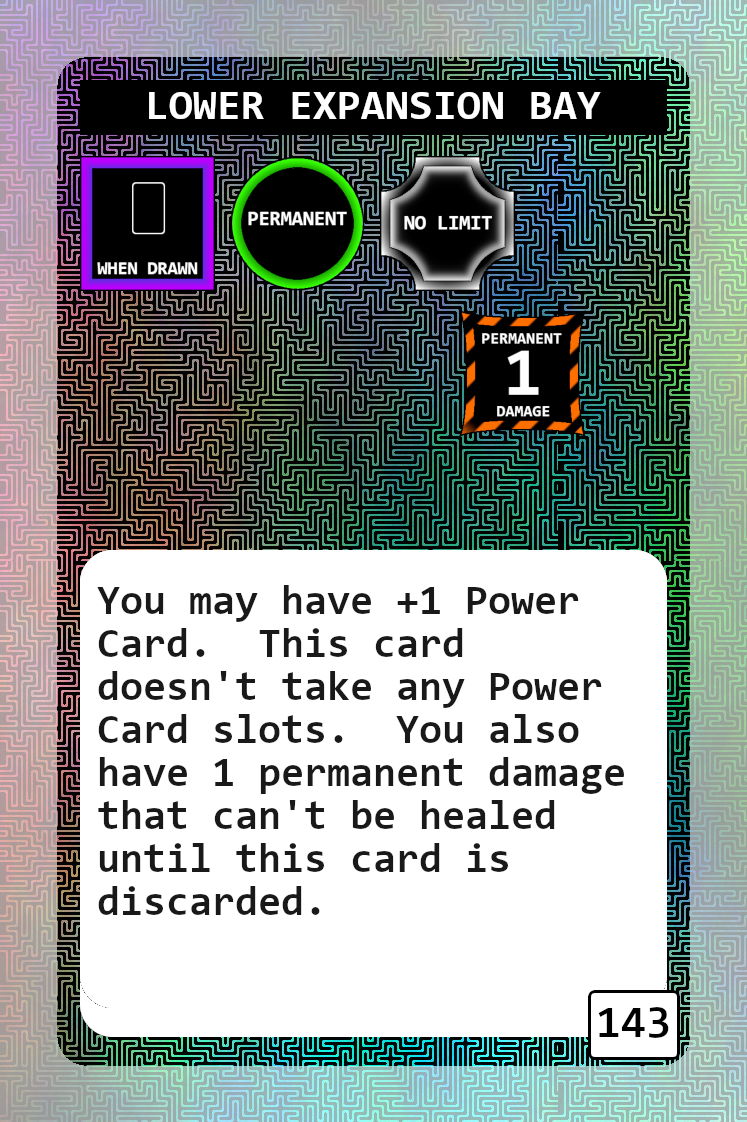 LOWER EXPANSION BAY
WHEN DRAWN
PERMANENT
NO LIMIT
PERMANENT
1
DAMAGE
You may have +1 Power
Card.  This card
doesn't take any Power
Card slots.  You also
have 1 permanent damage
that can't be healed
until this card is
discarded.
143